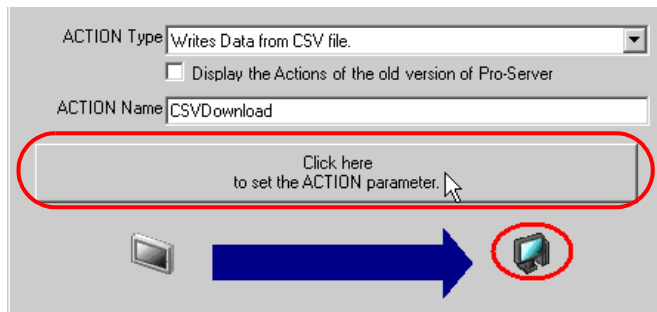 ACTION Type Writes Data from CSV file.
Display the Actions of the old version of Pro-Server
ACTION Name CSVDownload
Click here
to set the ACTION parameter.